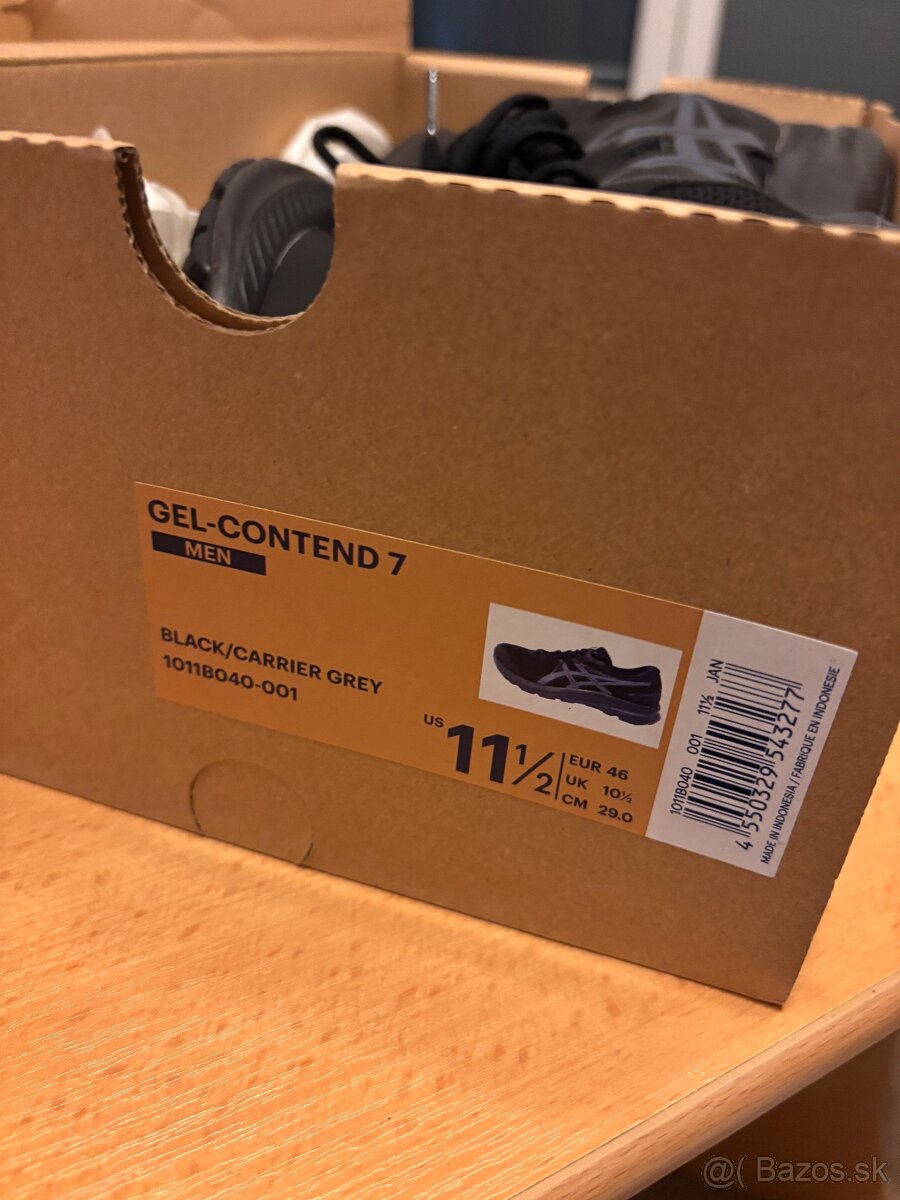 GEL-CONTEND 7
MEN
BLACK/CARRIER GREY
1011B040-001
US 11½
EUR 46
UK 10½
CM 29.0
1011B040 001 11½ JAN
4 550329 543277
MADE IN INDONESIA / FABRIQUE EN INDONESIE
@( Bazos.sk